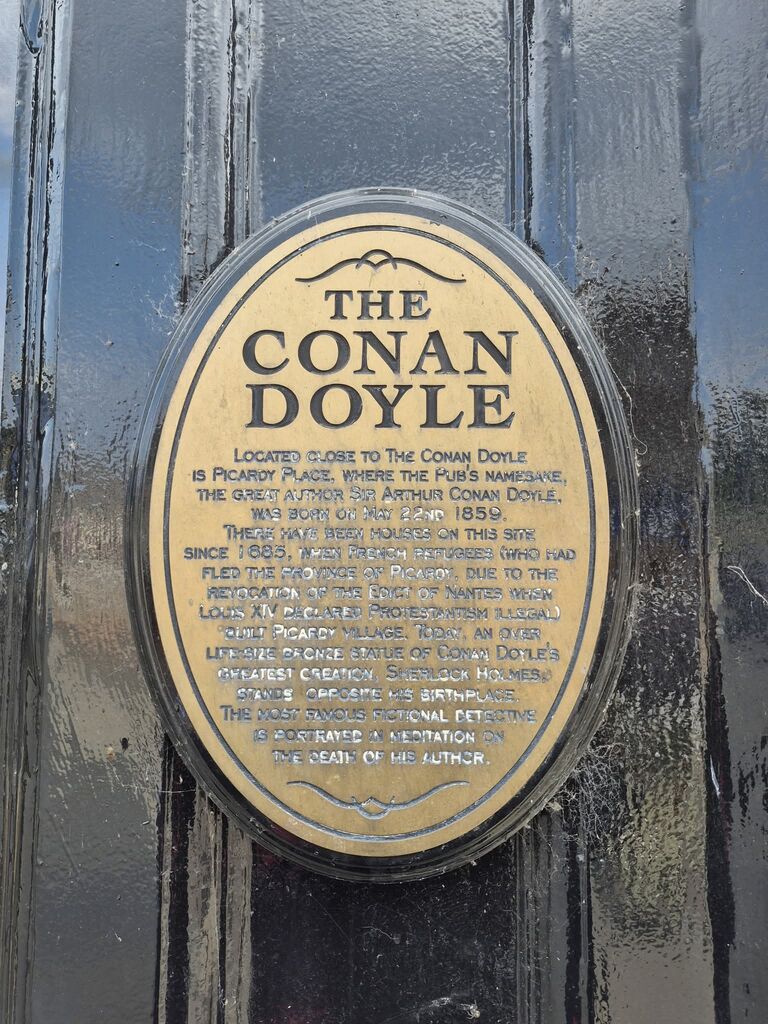 THE
CONAN
DOYLE
LOCATED CLOSE TO THE CONAN DOYLE
IS PICARDY PLACE, WHERE THE PUB'S NAMESAKE,
THE GREAT AUTHOR SIR ARTHUR CONAN DOYLE,
WAS BORN ON MAY 22ND 1859.
THERE HAVE BEEN HOUSES ON THIS SITE
SINCE 1685, WHEN FRENCH REFUGEES (WHO HAD
FLED THE PROVINCE OF PICARDY, DUE TO THE
REVOCATION OF THE EDICT OF NANTES WHEN
LOUIS XIV DECLARED PROTESTANTISM ILLEGAL)
BUILT PICARDY VILLAGE. TODAY, AN OVER
LIFE-SIZE BRONZE STATUE OF CONAN DOYLE'S
GREATEST CREATION, SHERLOCK HOLMES,
STANDS OPPOSITE HIS BIRTHPLACE.
THE MOST FAMOUS FICTIONAL DETECTIVE
IS PORTRAYED IN MEDITATION ON
THE DEATH OF HIS AUTHOR.